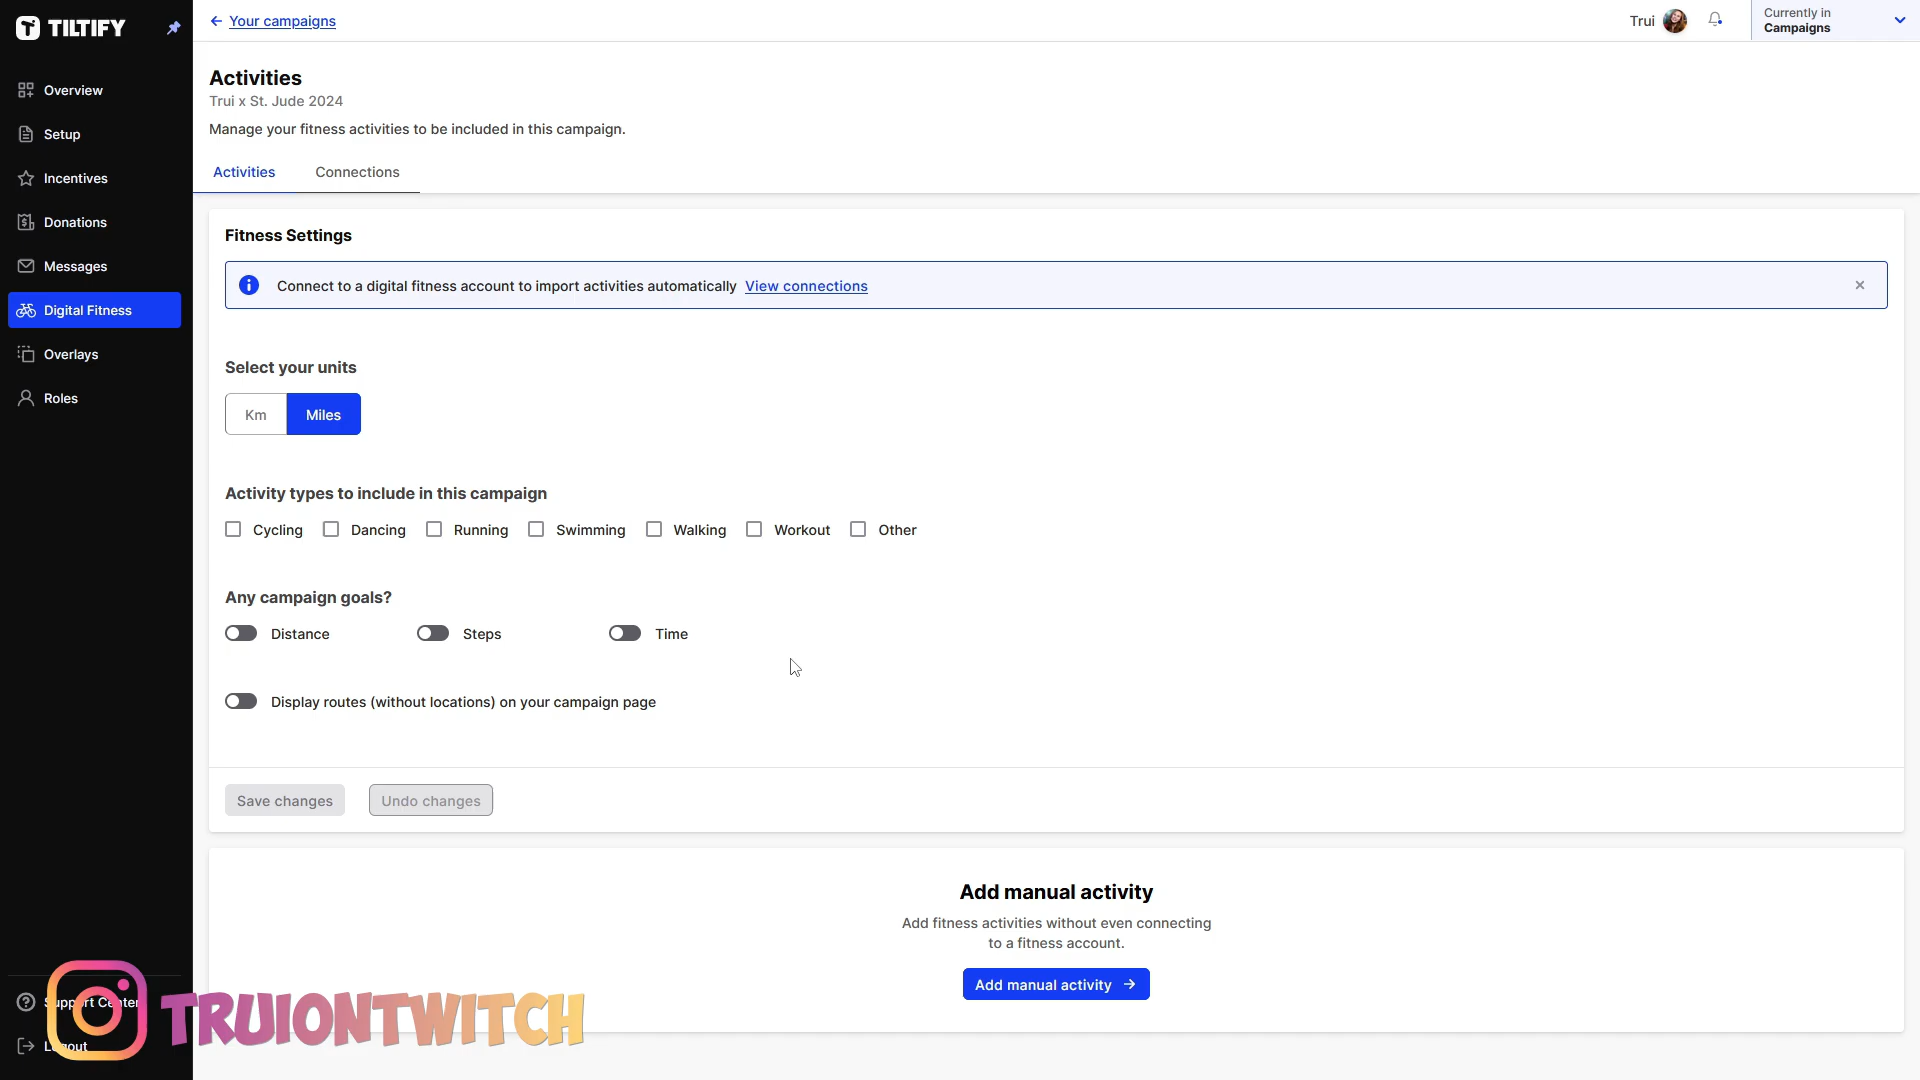 TILTIFY
Overview
Setup
Incentives
Donations
Messages
Digital Fitness
Overlays
Roles
Support Center
Logout
Your campaigns
Trui
Currently in
Campaigns
Activities
Trui x St. Jude 2024
Manage your fitness activities to be included in this campaign.
Activities Connections
Fitness Settings
Connect to a digital fitness account to import activities automatically View connections
Select your units
Km Miles
Activity types to include in this campaign
Cycling Dancing Running Swimming Walking Workout Other
Any campaign goals?
Distance Steps Time
Display routes (without locations) on your campaign page
Save changes Undo changes
Add manual activity
Add fitness activities without even connecting
to a fitness account.
Add manual activity
TRUIONTWITCH